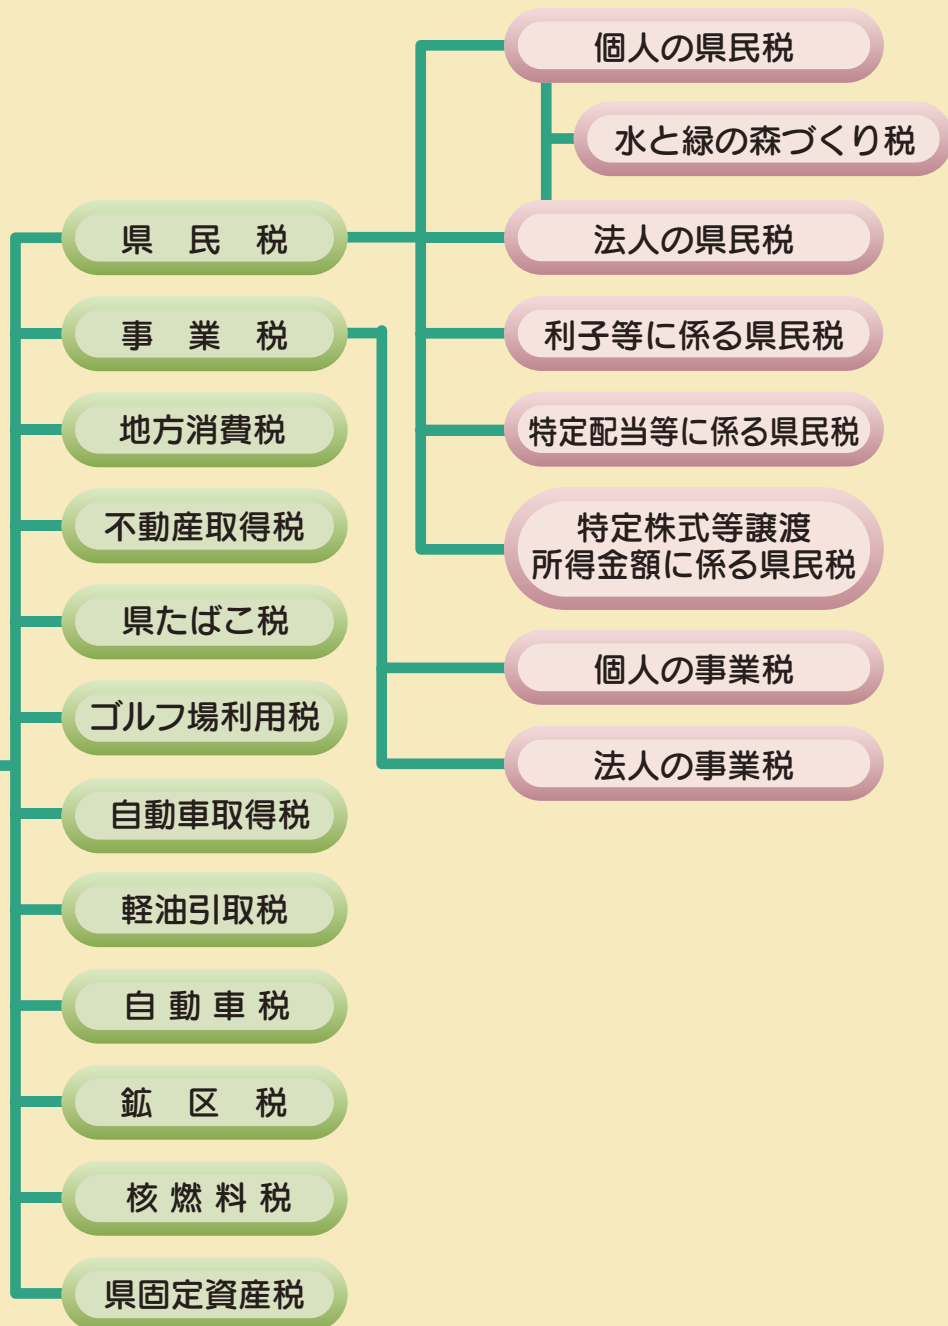 県民税
事業税
地方消費税
不動産取得税
県たばこ税
ゴルフ場利用税
自動車取得税
軽油引取税
自動車税
鉱区税
核燃料税
県固定資産税
個人の県民税
水と緑の森づくり税
法人の県民税
利子等に係る県民税
特定配当等に係る県民税
特定株式等譲渡
所得金額に係る県民税
個人の事業税
法人の事業税